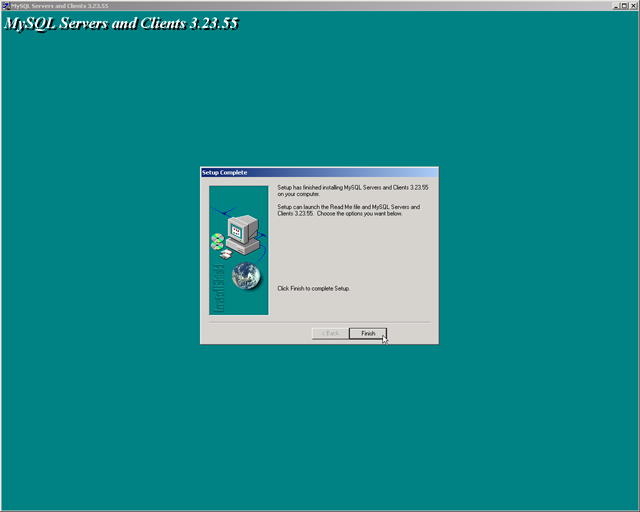 MySQL Servers and Clients 3.23.55
MySQL Servers and Clients 3.23.55
Setup Complete
Setup has finished installing MySQL Servers and Clients 3.23.55
on your computer.
Setup can launch the Read Me file and MySQL Servers and
Clients 3.23.55. Choose the options you want below.
InstallShield
Click Finish to complete Setup.
< Back
Finish